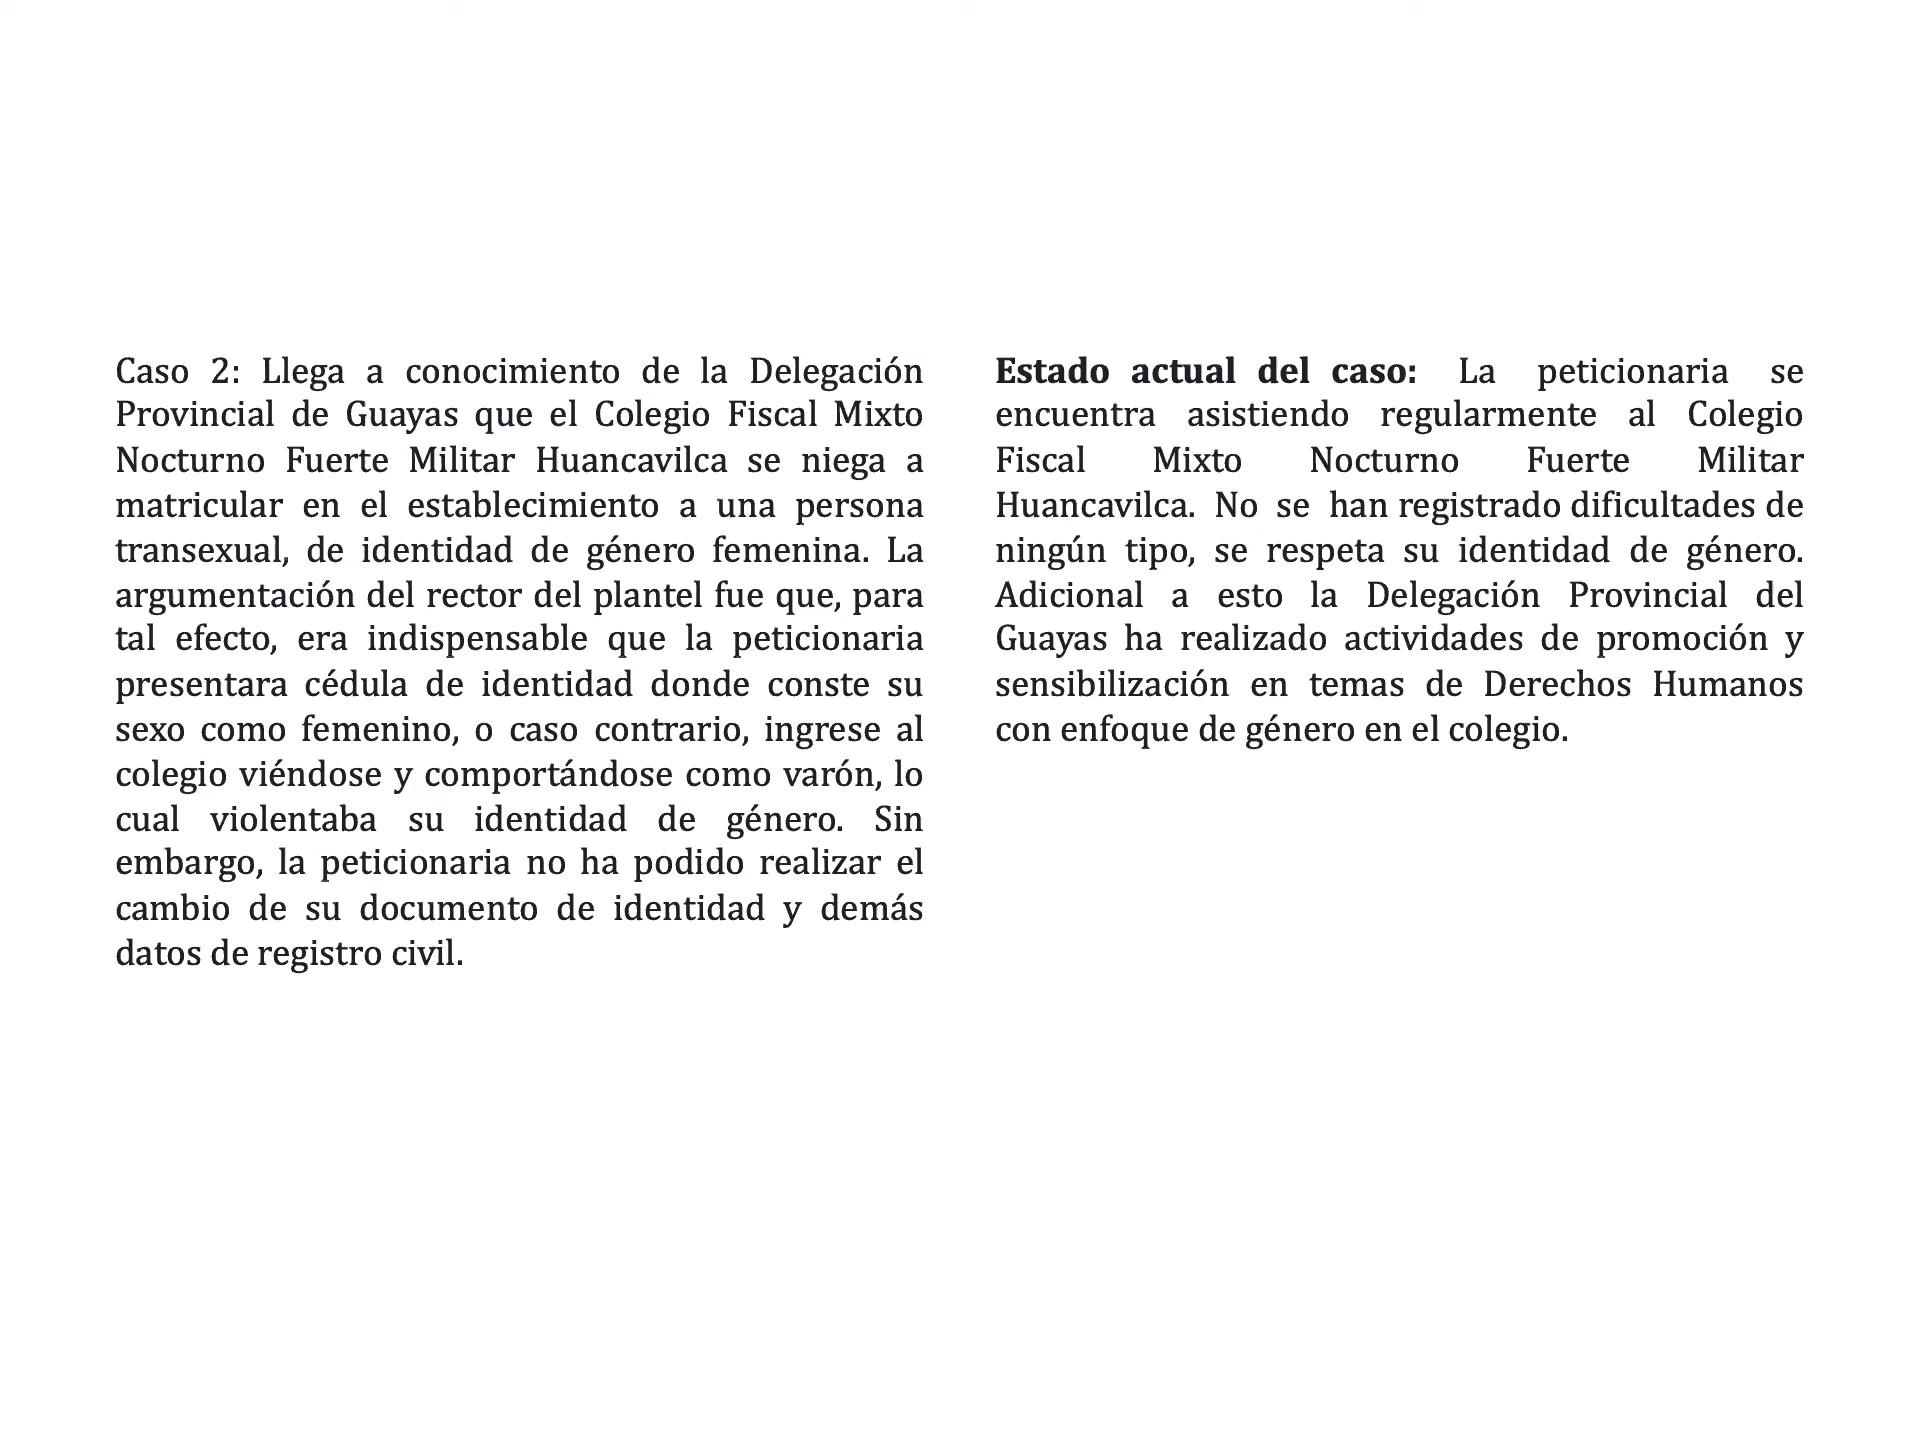 Caso 2: Llega a conocimiento de la Delegación
Provincial de Guayas que el Colegio Fiscal Mixto
Nocturno Fuerte Militar Huancavilca se niega a
matricular en el establecimiento a una persona
transexual, de identidad de género femenina. La
argumentación del rector del plantel fue que, para
tal efecto, era indispensable que la peticionaria
presentara cédula de identidad donde conste su
sexo como femenino, o caso contrario, ingrese al
colegio viéndose y comportándose como varón, lo
cual violentaba su identidad de género. Sin
embargo, la peticionaria no ha podido realizar el
cambio de su documento de identidad y demás
datos de registro civil.
Estado actual del caso: La peticionaria se
encuentra asistiendo regularmente al Colegio
Fiscal Mixto Nocturno Fuerte Militar
Huancavilca. No se han registrado dificultades de
ningún tipo, se respeta su identidad de género.
Adicional a esto la Delegación Provincial del
Guayas ha realizado actividades de promoción y
sensibilización en temas de Derechos Humanos
con enfoque de género en el colegio.